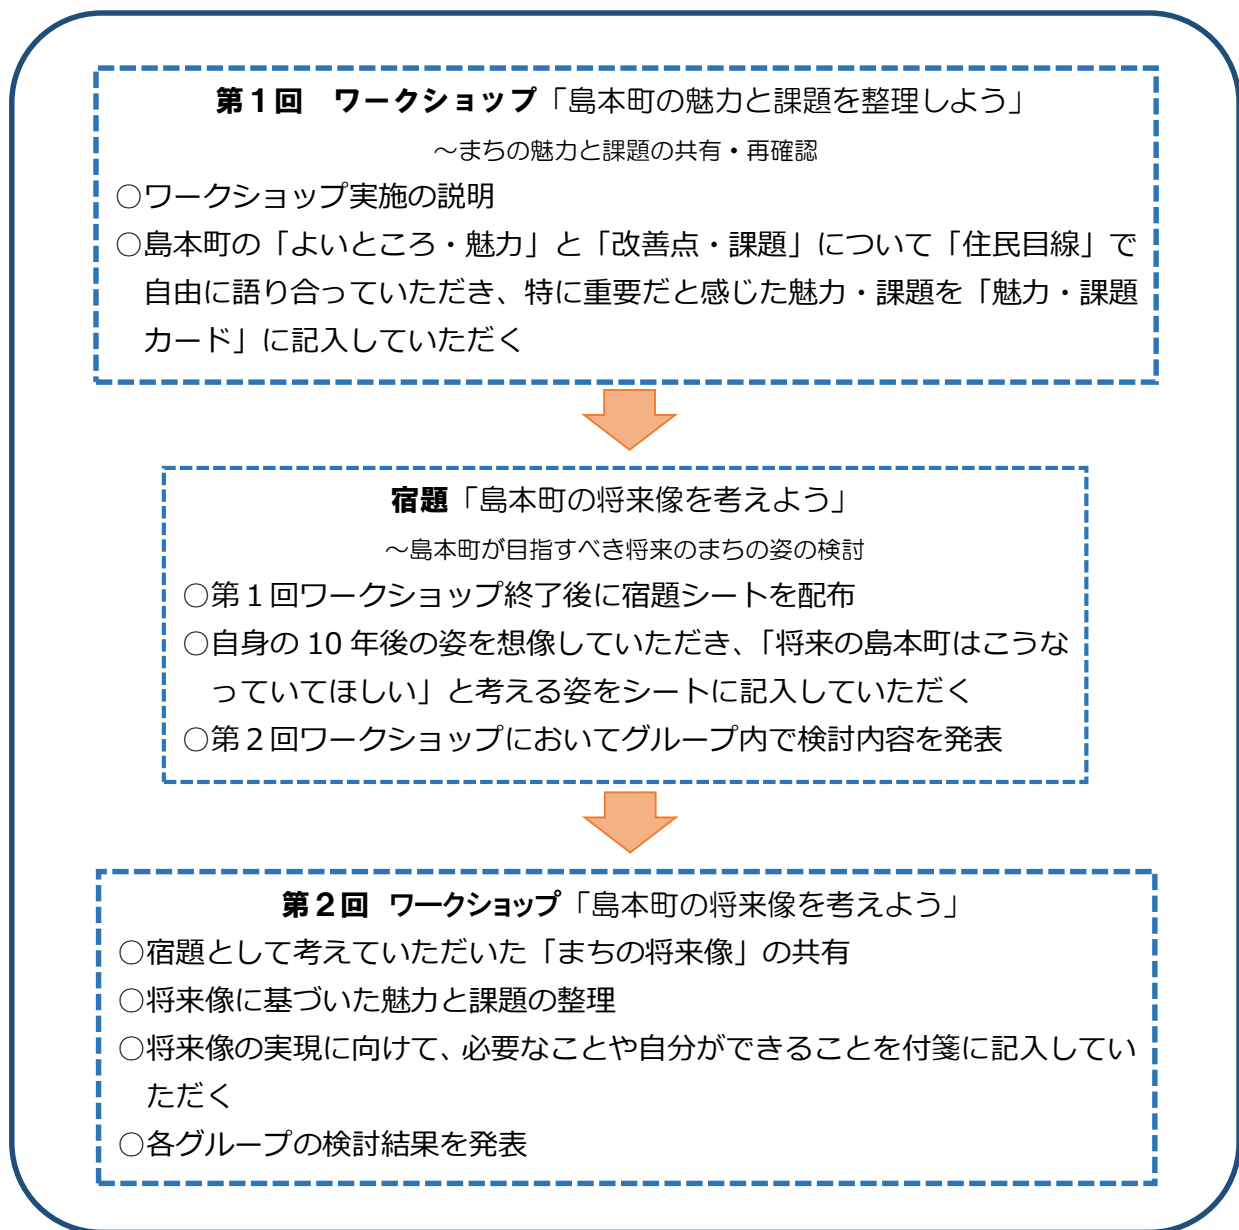 第１回　ワークショップ「島本町の魅力と課題を整理しよう」
～まちの魅力と課題の共有・再確認
○ワークショップ実施の説明
○島本町の「よいところ・魅力」と「改善点・課題」について「住民目線」で
自由に語り合っていただき、特に重要だと感じた魅力・課題を「魅力・課題
カード」に記入していただく
宿題「島本町の将来像を考えよう」
～島本町が目指すべき将来のまちの姿の検討
○第１回ワークショップ終了後に宿題シートを配布
○自身の 10 年後の姿を想像していただき、「将来の島本町はこうな
っていてほしい」と考える姿をシートに記入していただく
○第２回ワークショップにおいてグループ内で検討内容を発表
第２回 ワークショップ「島本町の将来像を考えよう」
○宿題として考えていただいた「まちの将来像」の共有
○将来像に基づいた魅力と課題の整理
○将来像の実現に向けて、必要なことや自分ができることを付箋に記入してい
ただく
○各グループの検討結果を発表